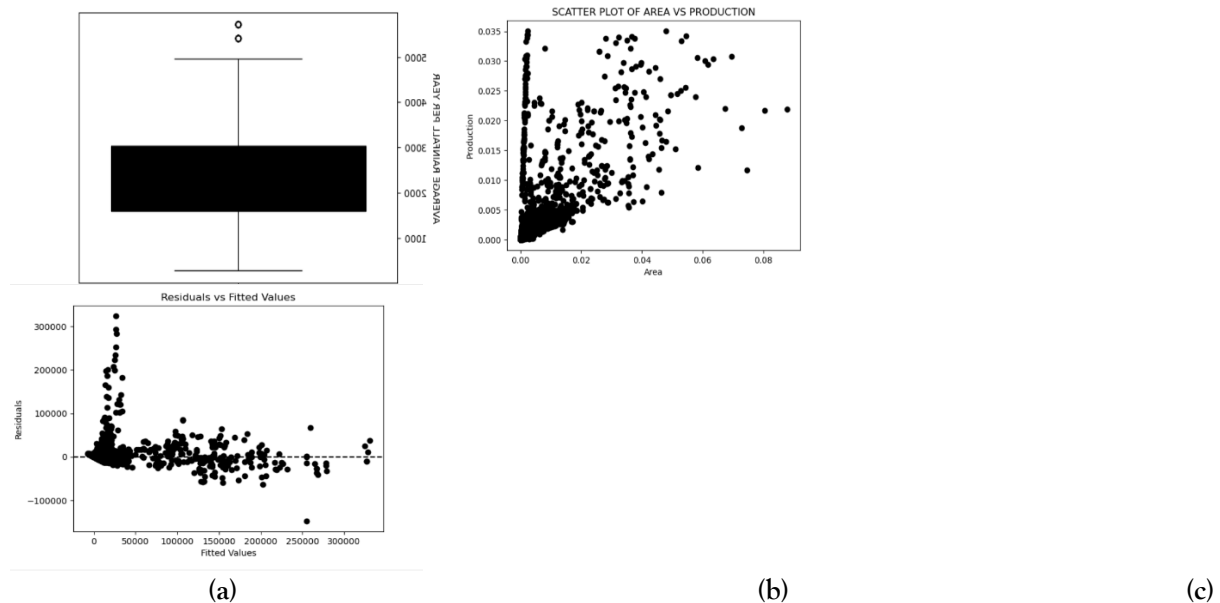 5000
4000
3000
2000
1000
AVERAGE RAINFALL PER YEAR
SCATTER PLOT OF AREA VS PRODUCTION
0.035
0.030
0.025
0.020
0.015
0.010
0.005
0.000
Production
0.00 0.02 0.04 0.06 0.08
Area
Residuals vs Fitted Values
300000
200000
100000
0
−100000
Residuals
0 50000 100000 150000 200000 250000 300000
Fitted Values
(a) (b) (c)